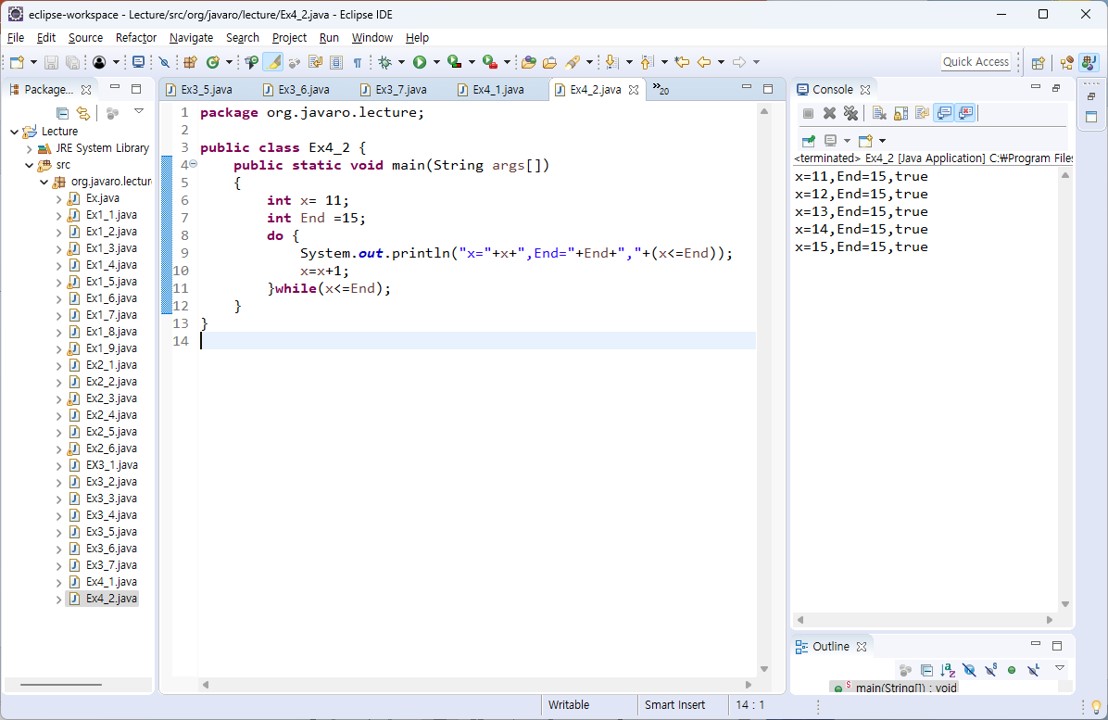 eclipse-workspace - Lecture/src/org/javaro/lecture/Ex4_2.java - Eclipse IDE
File Edit Source Refactor Navigate Search Project Run Window Help
Quick Access
Package...
Ex3_5.java Ex3_6.java Ex3_7.java Ex4_1.java Ex4_2.java »20
Lecture
JRE System Library
src
org.javaro.lectur
Ex.java
Ex1_1.java
Ex1_2.java
Ex1_3.java
Ex1_4.java
Ex1_5.java
Ex1_6.java
Ex1_7.java
Ex1_8.java
Ex1_9.java
Ex2_1.java
Ex2_2.java
Ex2_3.java
Ex2_4.java
Ex2_5.java
Ex2_6.java
EX3_1.java
Ex3_2.java
Ex3_3.java
Ex3_4.java
Ex3_5.java
Ex3_6.java
Ex3_7.java
Ex4_1.java
Ex4_2.java
1 package org.javaro.lecture;
2
3 public class Ex4_2 {
4 public static void main(String args[])
5 {
6 int x= 11;
7 int End =15;
8 do {
9 System.out.println("x="+x+",End="+End+","+(x<=End));
10 x=x+1;
11 }while(x<=End);
12 }
13 }
14
Console
<terminated> Ex4_2 [Java Application] C:₩Program Files
x=11,End=15,true
x=12,End=15,true
x=13,End=15,true
x=14,End=15,true
x=15,End=15,true
Outline
main(String[]) : void
Writable Smart Insert 14 : 1